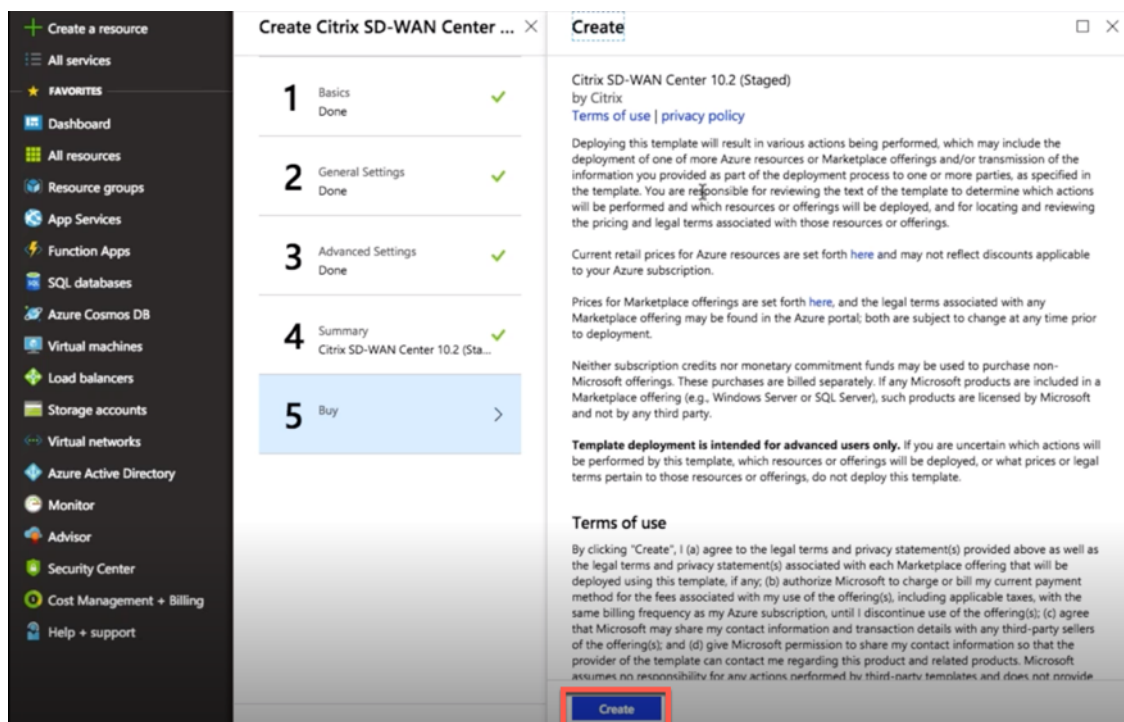 Create a resource
All services
FAVORITES
Dashboard
All resources
Resource groups
App Services
Function Apps
SQL databases
Azure Cosmos DB
Virtual machines
Load balancers
Storage accounts
Virtual networks
Azure Active Directory
Monitor
Advisor
Security Center
Cost Management + Billing
Help + support
Create Citrix SD-WAN Center ...
1
Basics
Done
2
General Settings
Done
3
Advanced Settings
Done
4
Summary
Citrix SD-WAN Center 10.2 (Sta...
5
Buy
Create
Citrix SD-WAN Center 10.2 (Staged)
by Citrix
Terms of use | privacy policy
Deploying this template will result in various actions being performed, which may include the
deployment of one of more Azure resources or Marketplace offerings and/or transmission of the
information you provided as part of the deployment process to one or more parties, as specified in
the template. You are responsible for reviewing the text of the template to determine which actions
will be performed and which resources or offerings will be deployed, and for locating and reviewing
the pricing and legal terms associated with those resources or offerings.
Current retail prices for Azure resources are set forth here and may not reflect discounts applicable
to your Azure subscription.
Prices for Marketplace offerings are set forth here, and the legal terms associated with any
Marketplace offering may be found in the Azure portal; both are subject to change at any time prior
to deployment.
Neither subscription credits nor monetary commitment funds may be used to purchase non-
Microsoft offerings. These purchases are billed separately. If any Microsoft products are included in a
Marketplace offering (e.g., Windows Server or SQL Server), such products are licensed by Microsoft
and not by any third party.
Template deployment is intended for advanced users only. If you are uncertain which actions will
be performed by this template, which resources or offerings will be deployed, or what prices or legal
terms pertain to those resources or offerings, do not deploy this template.
Terms of use
By clicking "Create", I (a) agree to the legal terms and privacy statement(s) provided above as well as
the legal terms and privacy statement(s) associated with each Marketplace offering that will be
deployed using this template, if any; (b) authorize Microsoft to charge or bill my current payment
method for the fees associated with my use of the offering(s), including applicable taxes, with the
same billing frequency as my Azure subscription, until I discontinue use of the offering(s); (c) agree
that Microsoft may share my contact information and transaction details with any third-party sellers
of the offering(s); and (d) give Microsoft permission to share my contact information so that the
provider of the template can contact me regarding this product and related products. Microsoft
assumes no responsibility for any actions performed by third-party templates and does not provide
Create